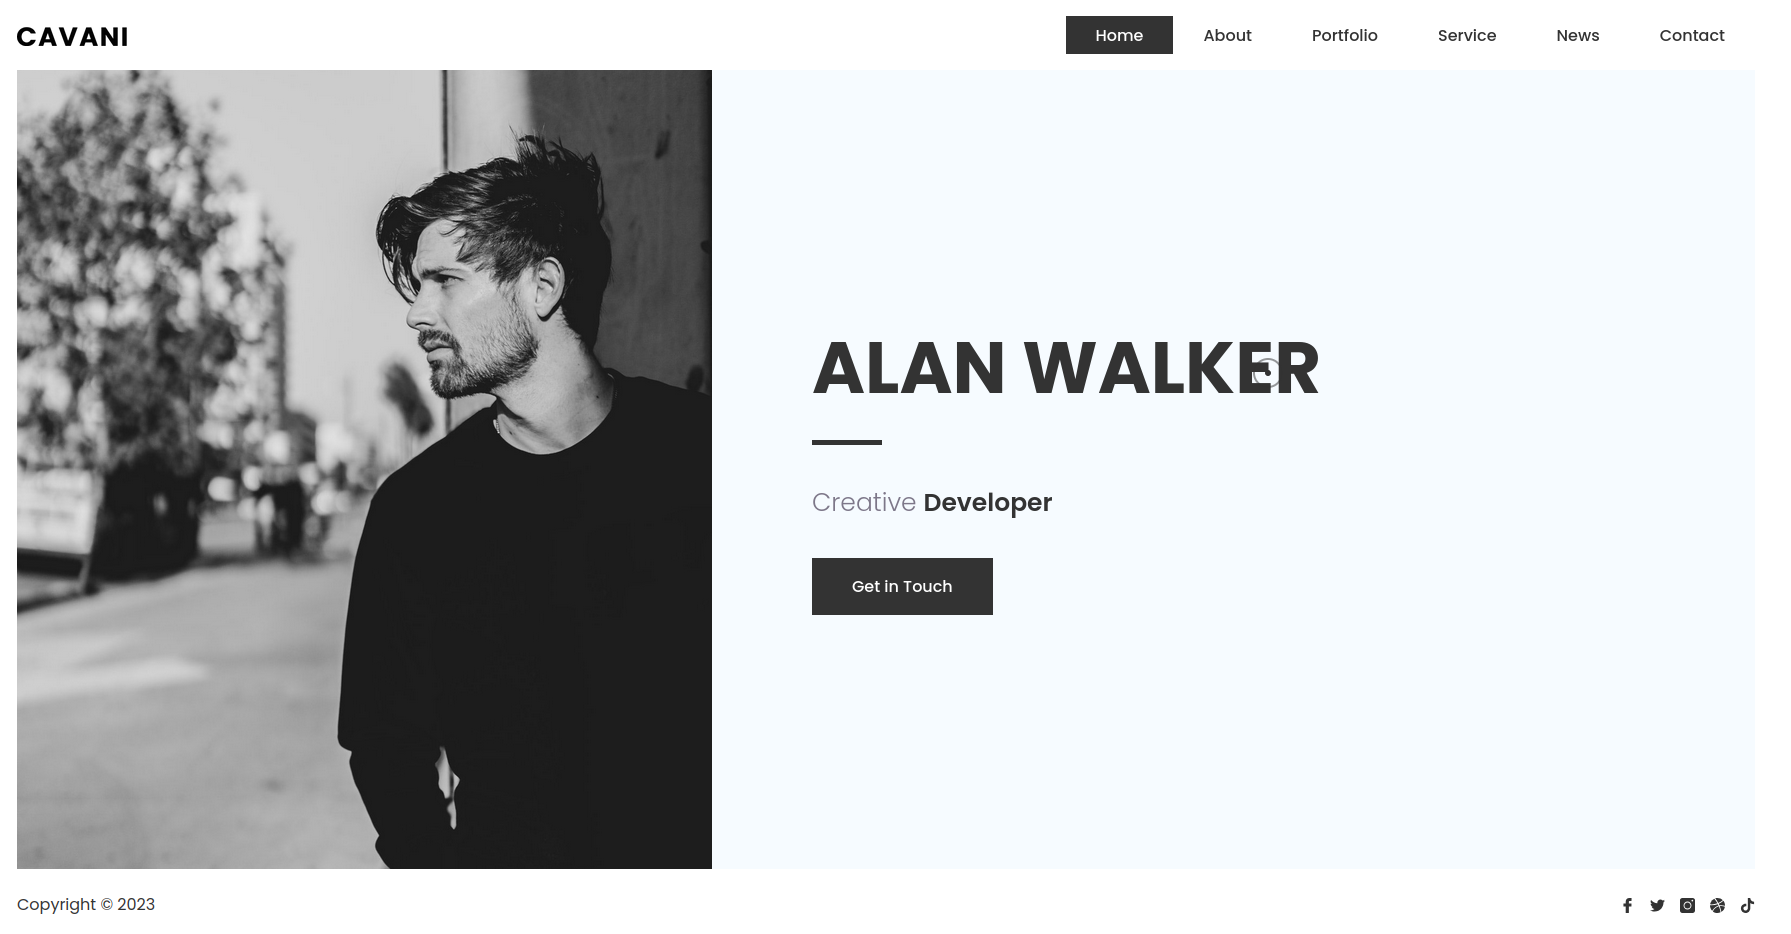 CAVANI
Home About Portfolio Service News Contact
ALAN WALKER
Creative Developer
Get in Touch
Copyright © 2023